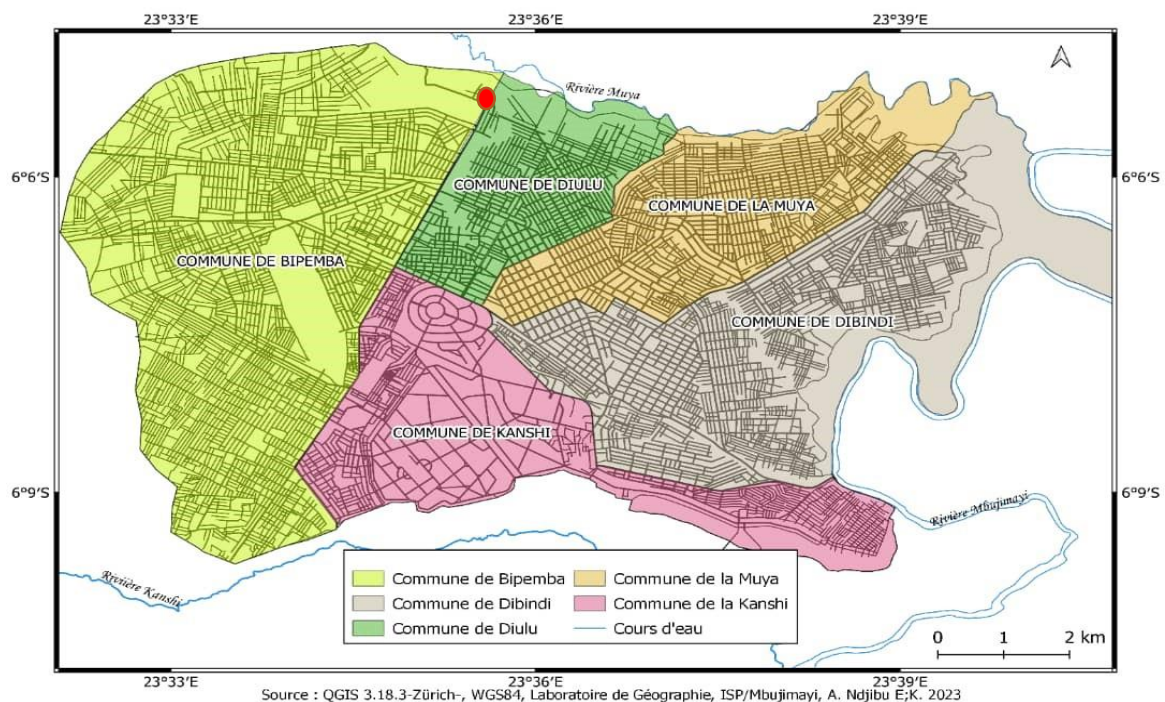 23°33'E 23°36'E 23°39'E
Rivière Muya
6°6'S 6°6'S
COMMUNE DE DIULU
COMMUNE DE LA MUYA
COMMUNE DE BIPEMBA
COMMUNE DE DIBINDI
COMMUNE DE KANSHI
6°9'S 6°9'S
Rivière Mbujimayi
Rivière Kanshi
Commune de Bipemba Commune de la Muya
Commune de Dibindi Commune de la Kanshi
Commune de Diulu Cours d'eau
0 1 2 km
23°33'E 23°36'E 23°39'E
Source : QGIS 3.18.3-Zürich-, WGS84, Laboratoire de Géographie, ISP/Mbujimayi, A. Ndjibu E;K. 2023